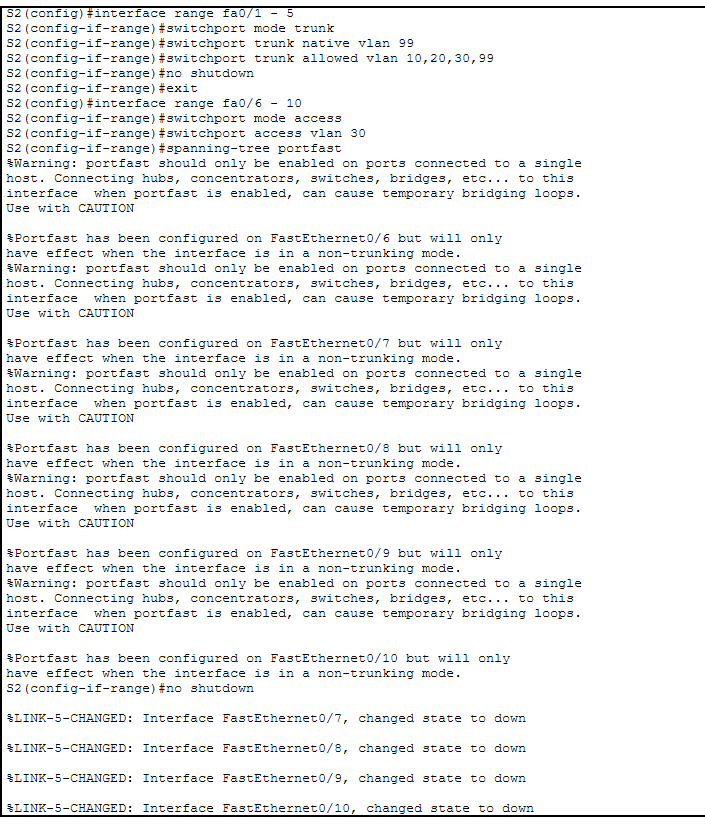 S2(config)#interface range fa0/1 - 5
S2(config-if-range)#switchport mode trunk
S2(config-if-range)#switchport trunk native vlan 99
S2(config-if-range)#switchport trunk allowed vlan 10,20,30,99
S2(config-if-range)#no shutdown
S2(config-if-range)#exit
S2(config)#interface range fa0/6 - 10
S2(config-if-range)#switchport mode access
S2(config-if-range)#switchport access vlan 30
S2(config-if-range)#spanning-tree portfast
%Warning: portfast should only be enabled on ports connected to a single
host. Connecting hubs, concentrators, switches, bridges, etc... to this
interface  when portfast is enabled, can cause temporary bridging loops.
Use with CAUTION

%Portfast has been configured on FastEthernet0/6 but will only
have effect when the interface is in a non-trunking mode.
%Warning: portfast should only be enabled on ports connected to a single
host. Connecting hubs, concentrators, switches, bridges, etc... to this
interface  when portfast is enabled, can cause temporary bridging loops.
Use with CAUTION

%Portfast has been configured on FastEthernet0/7 but will only
have effect when the interface is in a non-trunking mode.
%Warning: portfast should only be enabled on ports connected to a single
host. Connecting hubs, concentrators, switches, bridges, etc... to this
interface  when portfast is enabled, can cause temporary bridging loops.
Use with CAUTION

%Portfast has been configured on FastEthernet0/8 but will only
have effect when the interface is in a non-trunking mode.
%Warning: portfast should only be enabled on ports connected to a single
host. Connecting hubs, concentrators, switches, bridges, etc... to this
interface  when portfast is enabled, can cause temporary bridging loops.
Use with CAUTION

%Portfast has been configured on FastEthernet0/9 but will only
have effect when the interface is in a non-trunking mode.
%Warning: portfast should only be enabled on ports connected to a single
host. Connecting hubs, concentrators, switches, bridges, etc... to this
interface  when portfast is enabled, can cause temporary bridging loops.
Use with CAUTION

%Portfast has been configured on FastEthernet0/10 but will only
have effect when the interface is in a non-trunking mode.
S2(config-if-range)#no shutdown

%LINK-5-CHANGED: Interface FastEthernet0/7, changed state to down

%LINK-5-CHANGED: Interface FastEthernet0/8, changed state to down

%LINK-5-CHANGED: Interface FastEthernet0/9, changed state to down

%LINK-5-CHANGED: Interface FastEthernet0/10, changed state to down